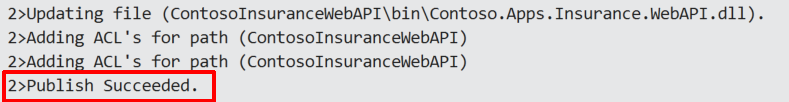 2>Updating file (ContosoInsuranceWebAPI\bin\Contoso.Apps.Insurance.WebAPI.dll).
2>Adding ACL's for path (ContosoInsuranceWebAPI)
2>Adding ACL's for path (ContosoInsuranceWebAPI)
2>Publish Succeeded.